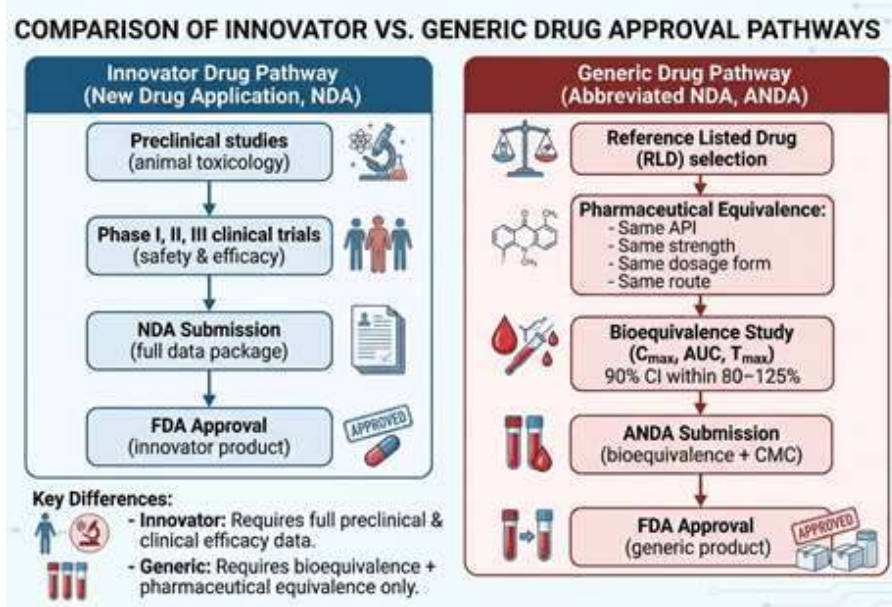 COMPARISON OF INNOVATOR VS. GENERIC DRUG APPROVAL PATHWAYS
Innovator Drug Pathway
(New Drug Application, NDA)
Preclinical studies
(animal toxicology)
Phase I, II, III clinical trials
(safety & efficacy)
NDA Submission
(full data package)
FDA Approval
(innovator product)
APPROVED
Key Differences:
- Innovator: Requires full preclinical &
clinical efficacy data.
- Generic: Requires bioequivalence +
pharmaceutical equivalence only.
Generic Drug Pathway
(Abbreviated NDA, ANDA)
Reference Listed Drug
(RLD) selection
Pharmaceutical Equivalence:
- Same API
- Same strength
- Same dosage form
- Same route
Bioequivalence Study
(Cmax, AUC, Tmax)
90% CI within 80–125%
ANDA Submission
(bioequivalence + CMC)
FDA Approval
(generic product)
APPROVED